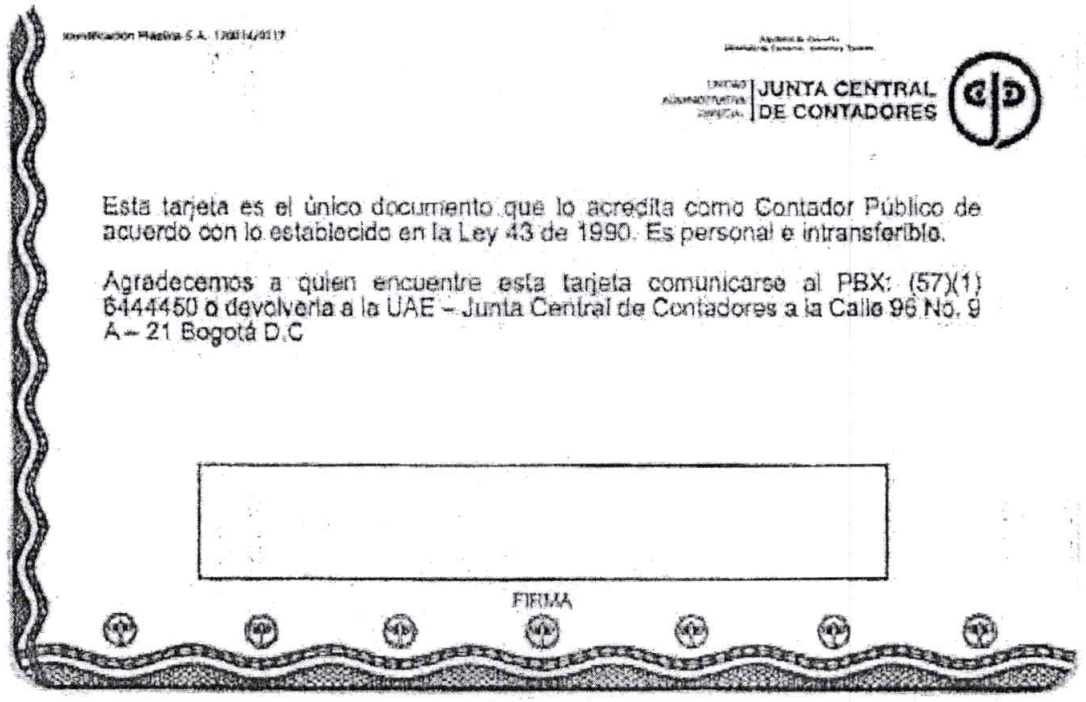 Identificación Plástica S.A.
UNIDAD
ADMINISTRATIVA
ESPECIAL
JUNTA CENTRAL
DE CONTADORES
Esta tarjeta es el único documento que lo acredita como Contador Público de
acuerdo con lo establecido en la Ley 43 de 1990. Es personal e intransferible.
Agradecemos a quien encuentre esta tarjeta comunicarse al PBX: (57)(1)
6444450 o devolverla a la UAE – Junta Central de Contadores a la Calle 96 No. 9
A – 21 Bogotá D.C
FIRMA